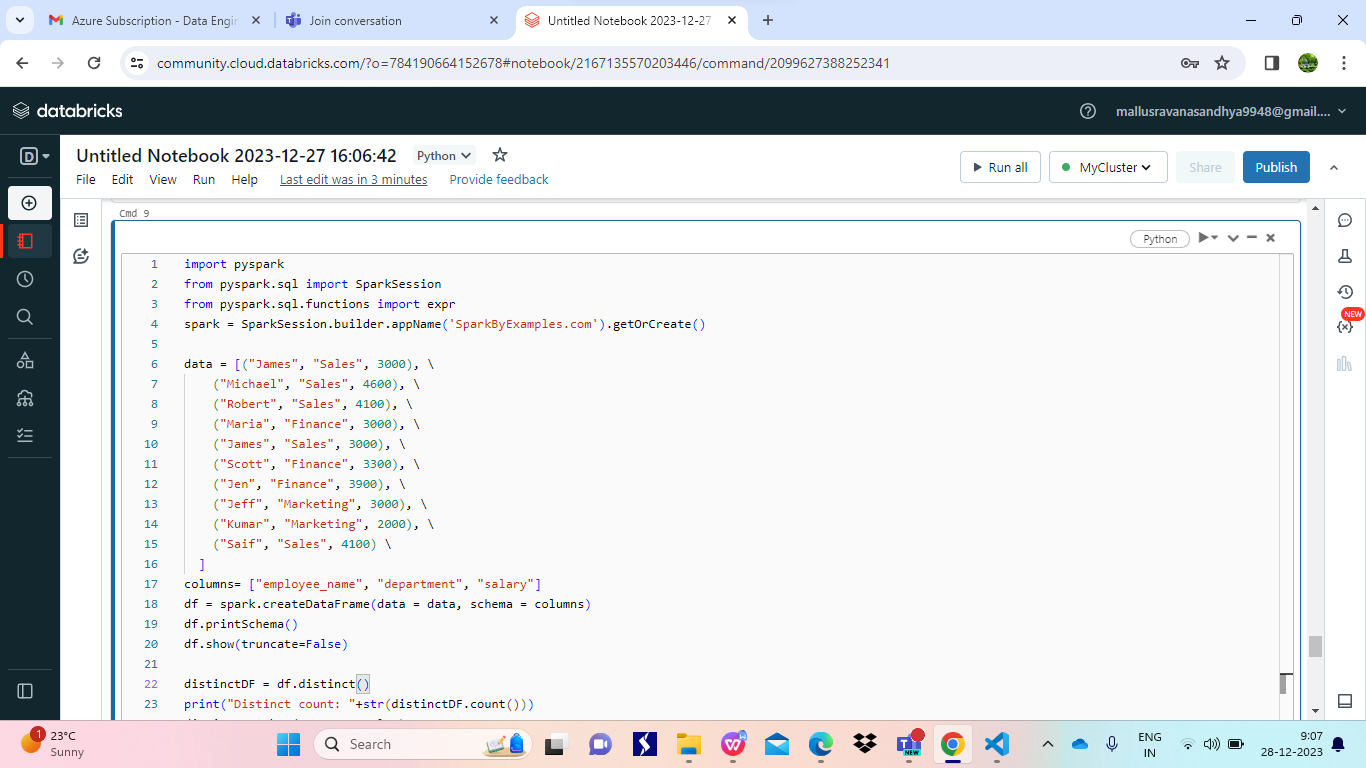 Azure Subscription - Data Engin
Join conversation
Untitled Notebook 2023-12-27
community.cloud.databricks.com/?o=784190664152678#notebook/2167135570203446/command/2099627388252341
databricks
mallusravanasandhya9948@gmail....
D
Untitled Notebook 2023-12-27 16:06:42
Python
Run all
MyCluster
Share
Publish
File Edit View Run Help Last edit was in 3 minutes Provide feedback
Cmd 9
Python
NEW
1 import pyspark
2 from pyspark.sql import SparkSession
3 from pyspark.sql.functions import expr
4 spark = SparkSession.builder.appName('SparkByExamples.com').getOrCreate()
5
6 data = [("James", "Sales", 3000), \
7 ("Michael", "Sales", 4600), \
8 ("Robert", "Sales", 4100), \
9 ("Maria", "Finance", 3000), \
10 ("James", "Sales", 3000), \
11 ("Scott", "Finance", 3300), \
12 ("Jen", "Finance", 3900), \
13 ("Jeff", "Marketing", 3000), \
14 ("Kumar", "Marketing", 2000), \
15 ("Saif", "Sales", 4100) \
16 ]
17 columns= ["employee_name", "department", "salary"]
18 df = spark.createDataFrame(data = data, schema = columns)
19 df.printSchema()
20 df.show(truncate=False)
21
22 distinctDF = df.distinct()
23 print("Distinct count: "+str(distinctDF.count()))
1
23°C
Sunny
Search
NEW
ENG
IN
9:07
28-12-2023